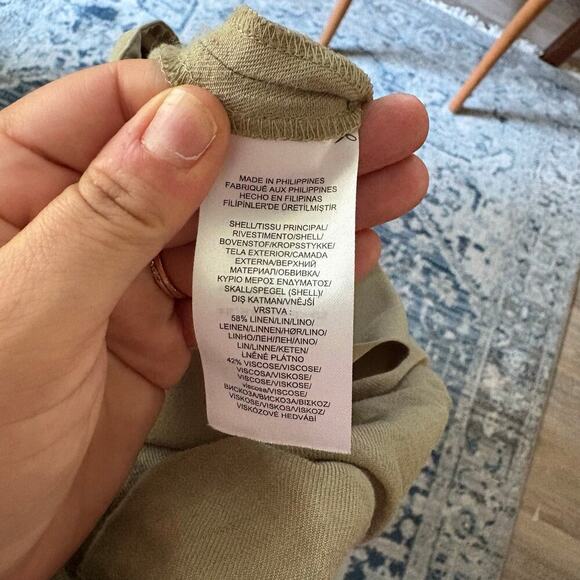 MADE IN PHILIPPINES
FABRIQUÉ AUX PHILIPPINES
HECHO EN FILIPINAS
FİLİPİNLER'DE ÜRETİLMİŞTİR
SHELL/TISSU PRINCIPAL/
RIVESTIMENTO/SHELL/
BOVENSTOF/KROPSSTYKKE/
TELA EXTERIOR/CAMADA
EXTERNA/ВЕРХНИЙ
МАТЕРИАЛ/ОБВИВКА/
ΚΥΡΙΟ ΜΕΡΟΣ ΕΝΔΥΜΑΤΟΣ/
SKALL/SPEGEL (SHELL)/
DIŞ KATMAN/VNĚJŠÍ
VRSTVA :
58% LINEN/LIN/LINO/
LEINEN/LINNEN/HØR/LINO/
LINHO/ЛЕН/ЛЕН/ΛΙΝΟ/
LIN/LINNE/KETEN/
LNĚNÉ PLÁTNO
42% VISCOSE/VISCOSE/
VISCOSA/VISKOSE/
VISCOSE/VISKOSE/
viscose/VISCOSE/
ВИСКОЗА/ВИСКОЗА/ΒΙΣΚΟΖ/
VISKOSE/VISKOS/VİSKOZ/
VISKÓZOVÉ HEDVÁBÍ